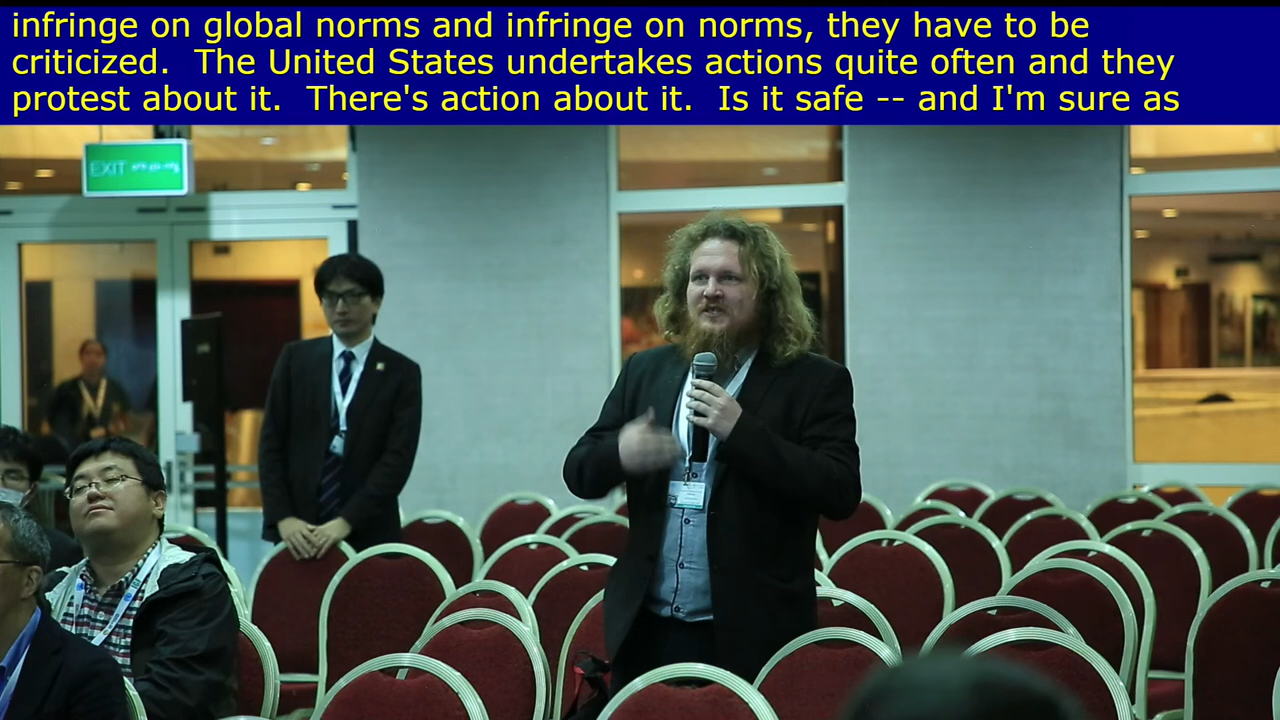 infringe on global norms and infringe on norms, they have to be
criticized.  The United States undertakes actions quite often and they
protest about it.  There's action about it.  Is it safe -- and I'm sure as
EXIT